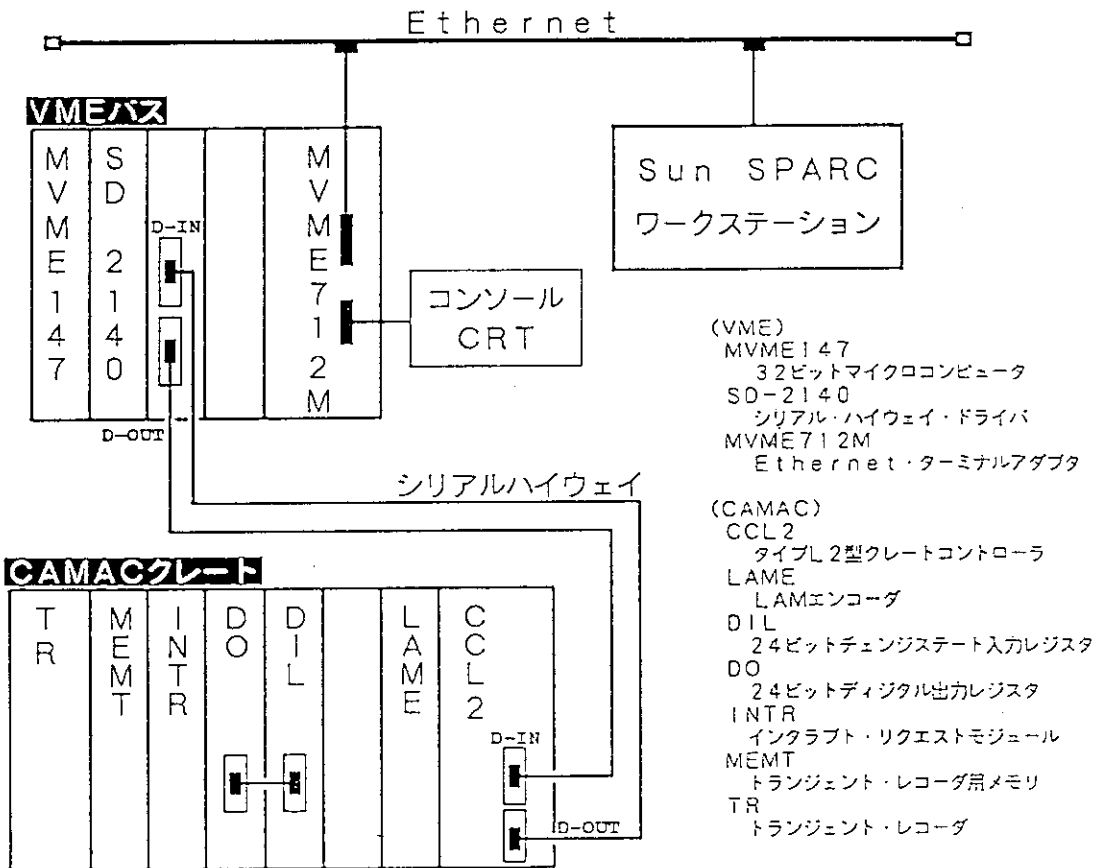 Ethernet
VMEバス
MVME147
SD 2140
D-IN
D-OUT
MVME712M
Sun SPARC
ワークステーション
コンソール
CRT
シリアルハイウェイ
CAMACクレート
TR
MEMT
INTR
DO
DIL
LAME
CCL2
D-IN
D-OUT
(VME)
MVME147
32ビットマイクロコンピュータ
SD-2140
シリアル・ハイウェイ・ドライバ
MVME712M
Ethernet・ターミナルアダプタ
(CAMAC)
CCL2
タイプL2型クレートコントローラ
LAME
LAMエンコーダ
DIL
24ビットチェンジステート入力レジスタ
DO
24ビットディジタル出力レジスタ
INTR
インタラプト・リクエストモジュール
MEMT
トランジェント・レコーダ用メモリ
TR
トランジェント・レコーダ